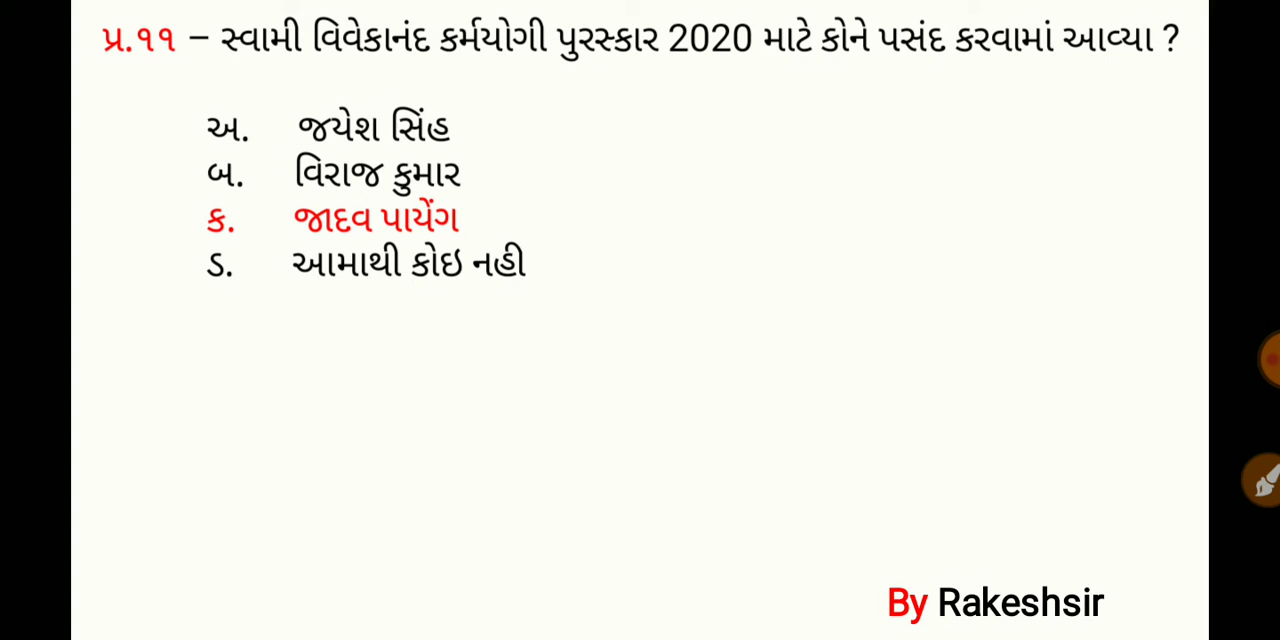 પ્ર.૧૧ – સ્વામી વિવેકાનંદ કર્મયોગી પુરસ્કાર 2020 માટે કોને પસંદ કરવામાં આવ્યા ?
અ. જયેશ સિંહ
બ. વિરાજ કુમાર
ક. જાદવ પાયેંગ
ડ. આમાથી કોઇ નહી
By Rakeshsir